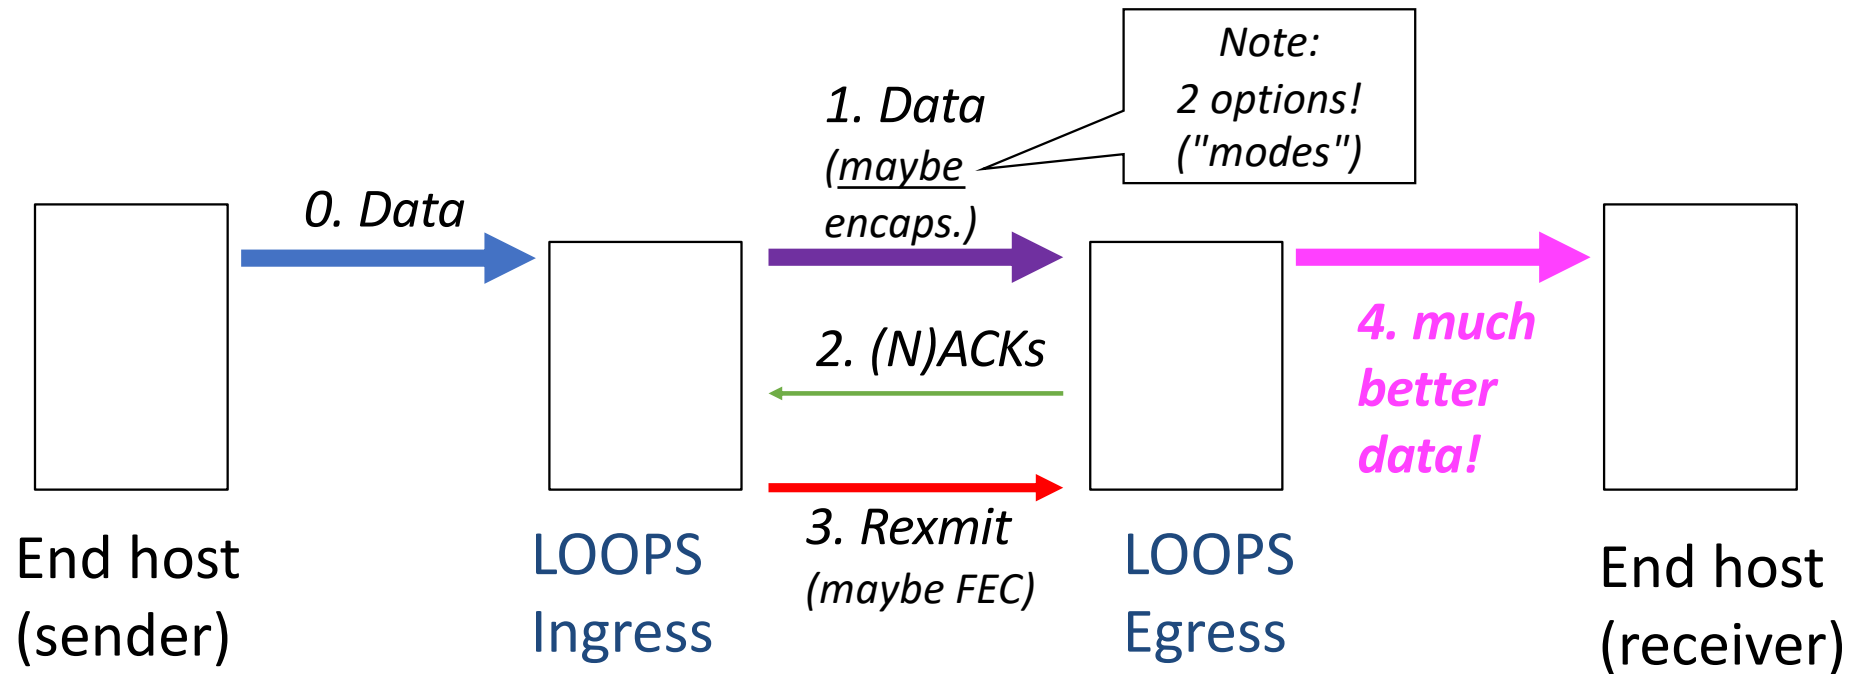 Note:
2 options!
("modes")
1. Data
(maybe
encaps.)
0. Data
2. (N)ACKs
4. much
better
data!
3. Rexmit
(maybe FEC)
End host
(sender)
LOOPS
Ingress
LOOPS
Egress
End host
(receiver)